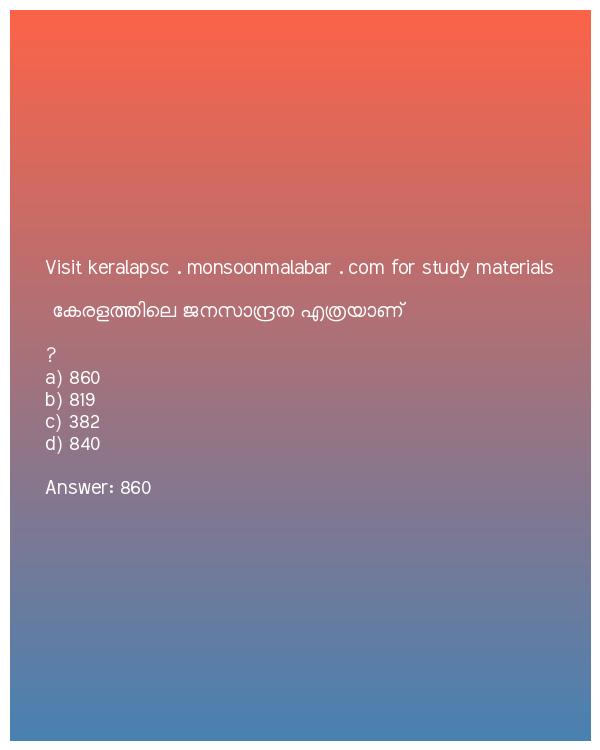 Visit keralapsc . monsoonmalabar . com for study materials
കേരളത്തിലെ ജനസാന്ദ്രത എത്രയാണ്
?
a) 860
b) 819
c) 382
d) 840
Answer: 860